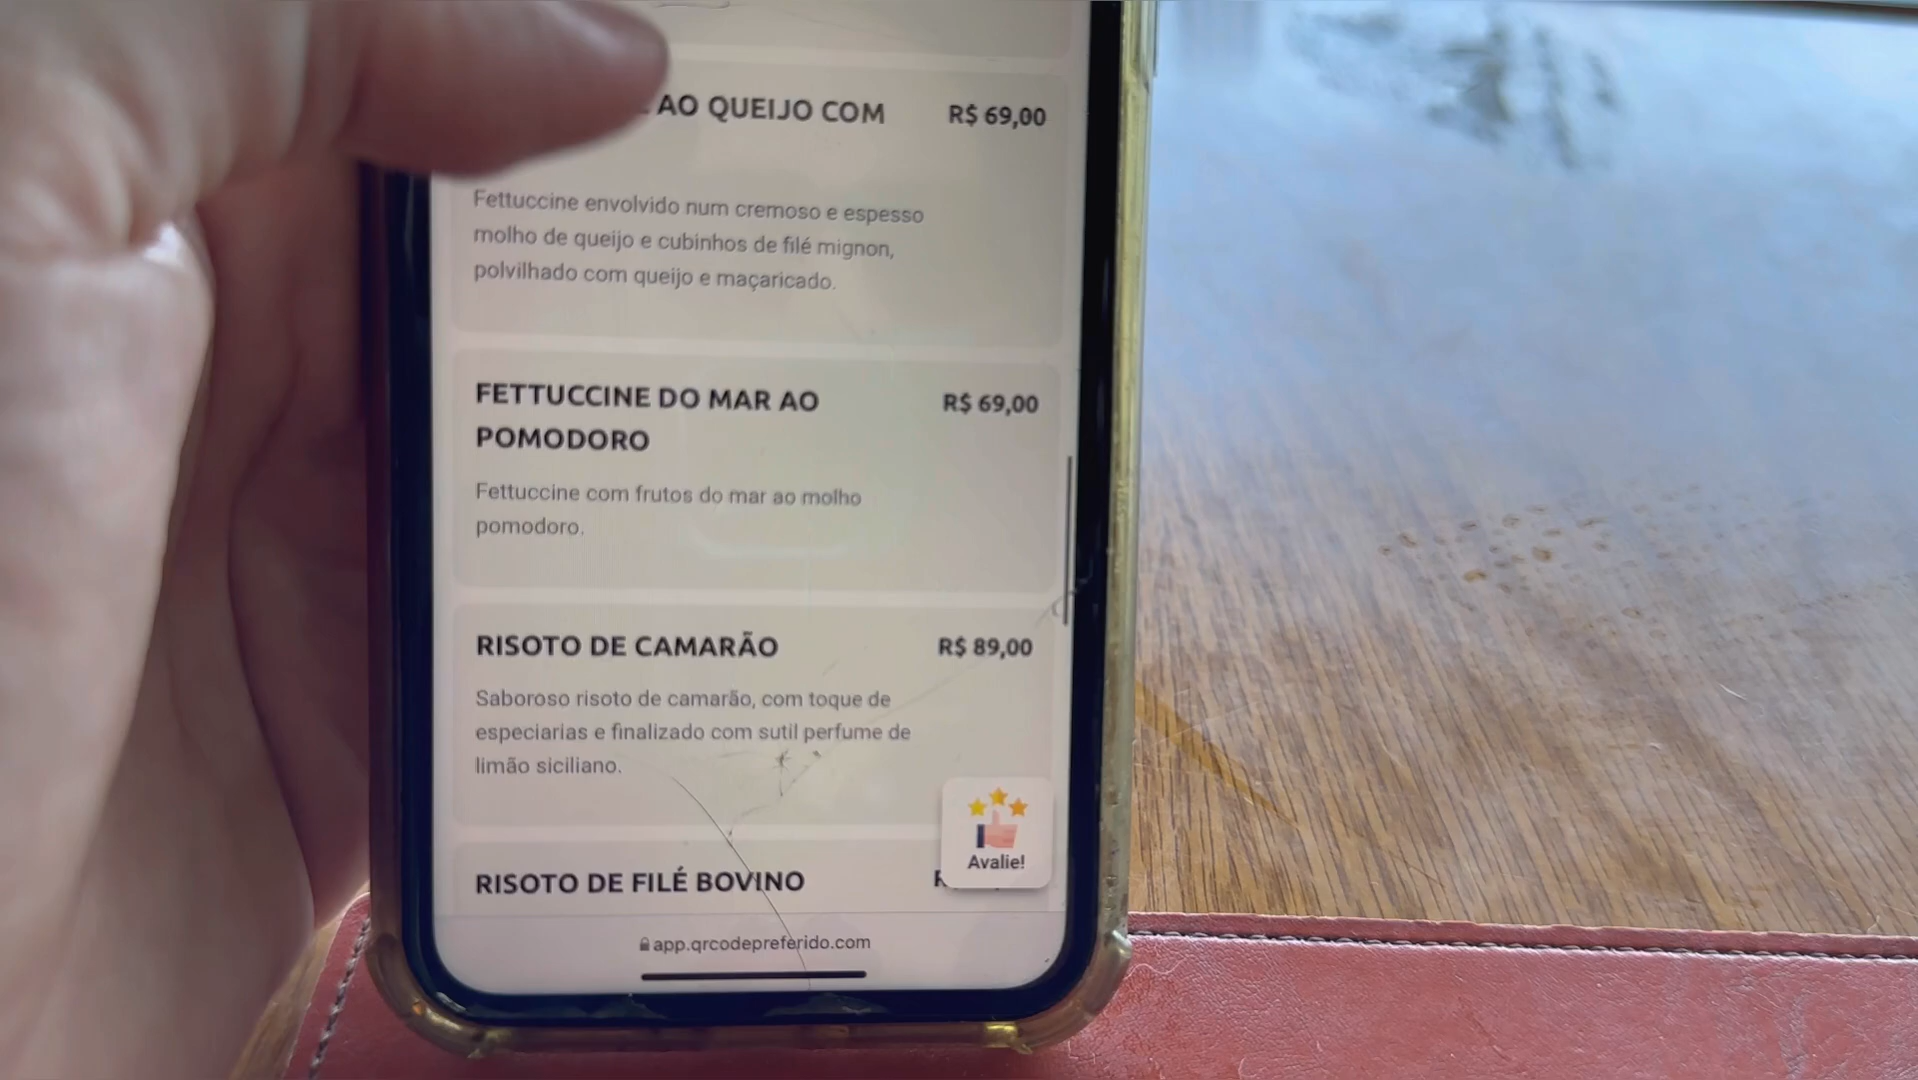 AO QUEIJO COM
R$ 69,00
Fettuccine envolvido num cremoso e espesso
molho de queijo e cubinhos de filé mignon,
polvilhado com queijo e maçaricado.
FETTUCCINE DO MAR AO
POMODORO
R$ 69,00
Fettuccine com frutos do mar ao molho
pomodoro.
RISOTO DE CAMARÃO
R$ 89,00
Saboroso risoto de camarão, com toque de
especiarias e finalizado com sutil perfume de
limão siciliano.
Avalie!
RISOTO DE FILÉ BOVINO
app.qrcodepreferido.com